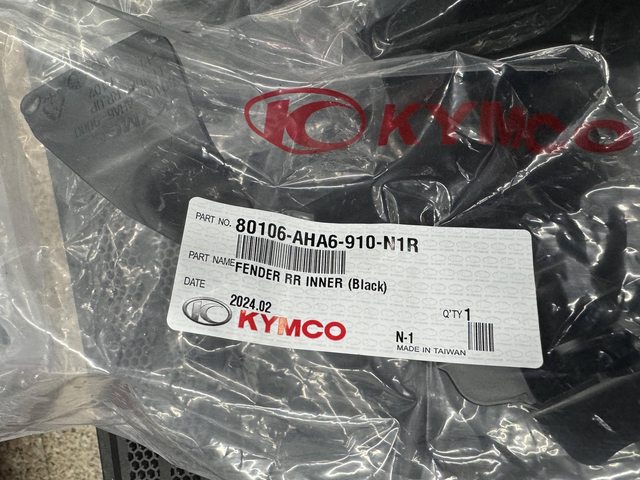 KYMCO
PART NO. 80106-AHA6-910-N1R
PART NAME FENDER RR INNER (Black)
DATE 2024.02
Q'TY 1
KYMCO
N-1
MADE IN TAIWAN